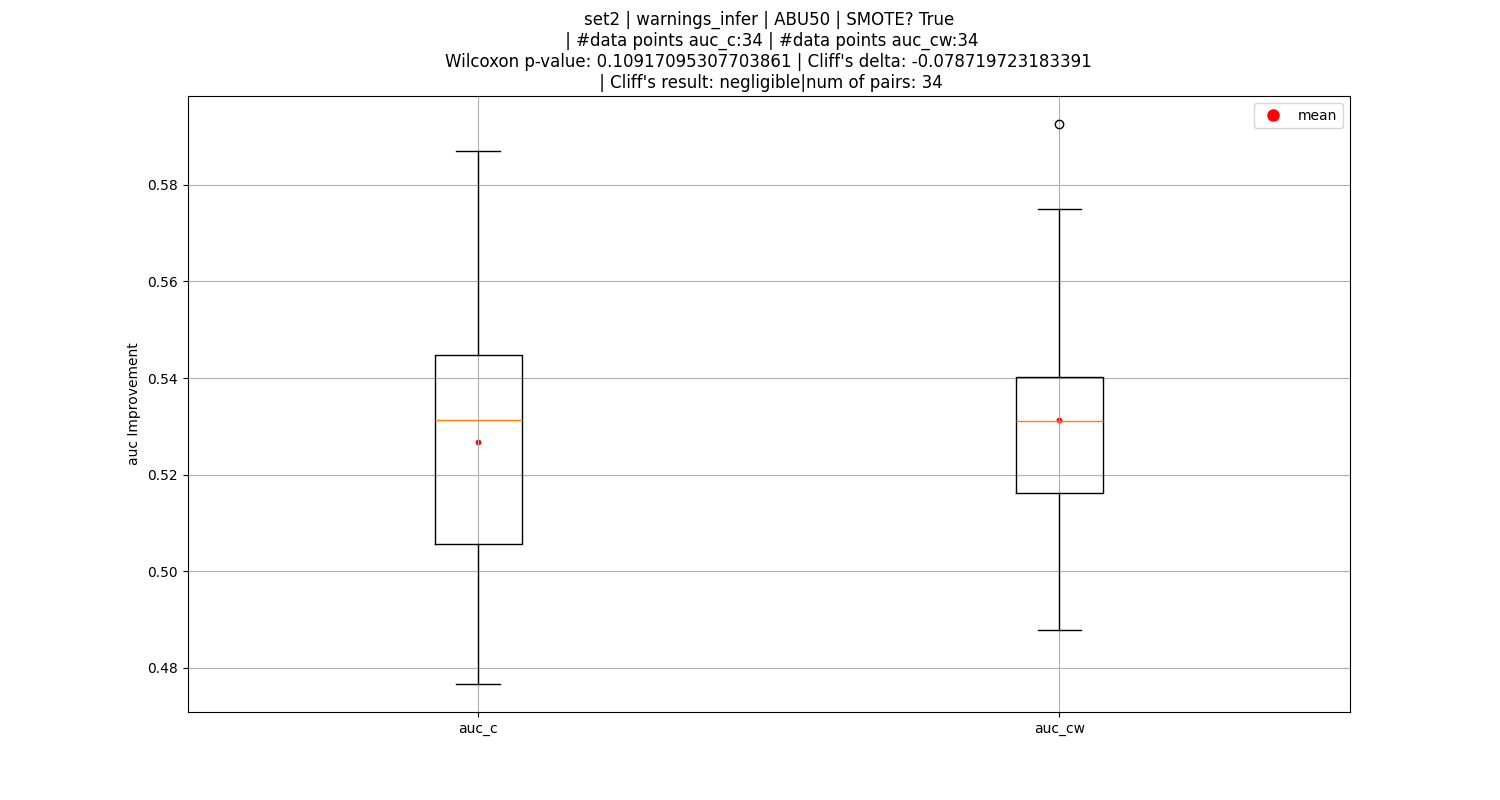 set2 | warnings_infer | ABU50 | SMOTE? True
| #data points auc_c:34 | #data points auc_cw:34
Wilcoxon p-value: 0.10917095307703861 | Cliff's delta: -0.078719723183391
| Cliff's result: negligible|num of pairs: 34
mean
auc Improvement
0.58
0.56
0.54
0.52
0.50
0.48
auc_c
auc_cw